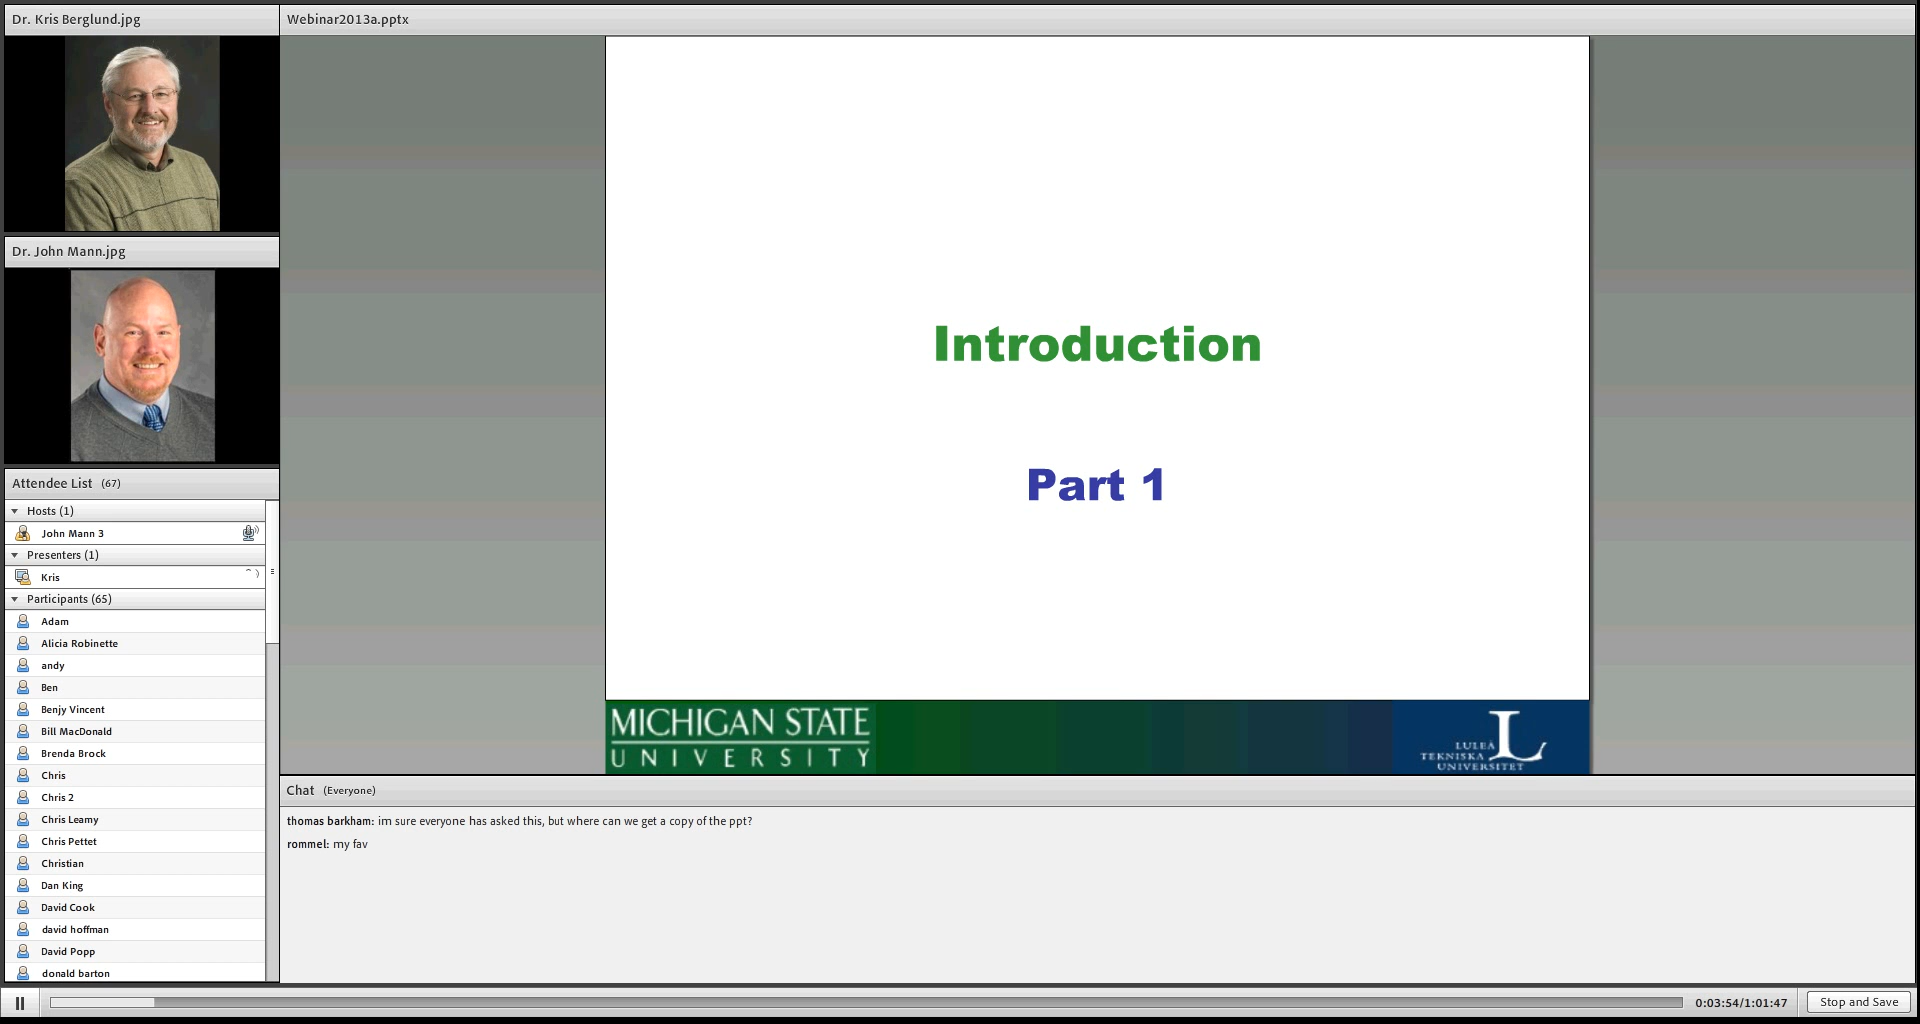 Dr. Kris Berglund.jpg
Dr. John Mann.jpg
Attendee List (67)
Hosts (1)
John Mann 3
Presenters (1)
Kris
Participants (65)
Adam
Alicia Robinette
andy
Ben
Benjy Vincent
Bill MacDonald
Brenda Brock
Chris
Chris 2
Chris Leamy
Chris Pettet
Christian
Dan King
David Cook
david hoffman
David Popp
donald barton
Webinar2013a.pptx
Introduction
Part 1
MICHIGAN STATE
UNIVERSITY
L
LULEÅ
TEKNISKA
UNIVERSITET
Chat (Everyone)
thomas barkham: im sure everyone has asked this, but where can we get a copy of the ppt?
rommel: my fav
0:03:54/1:01:47
Stop and Save